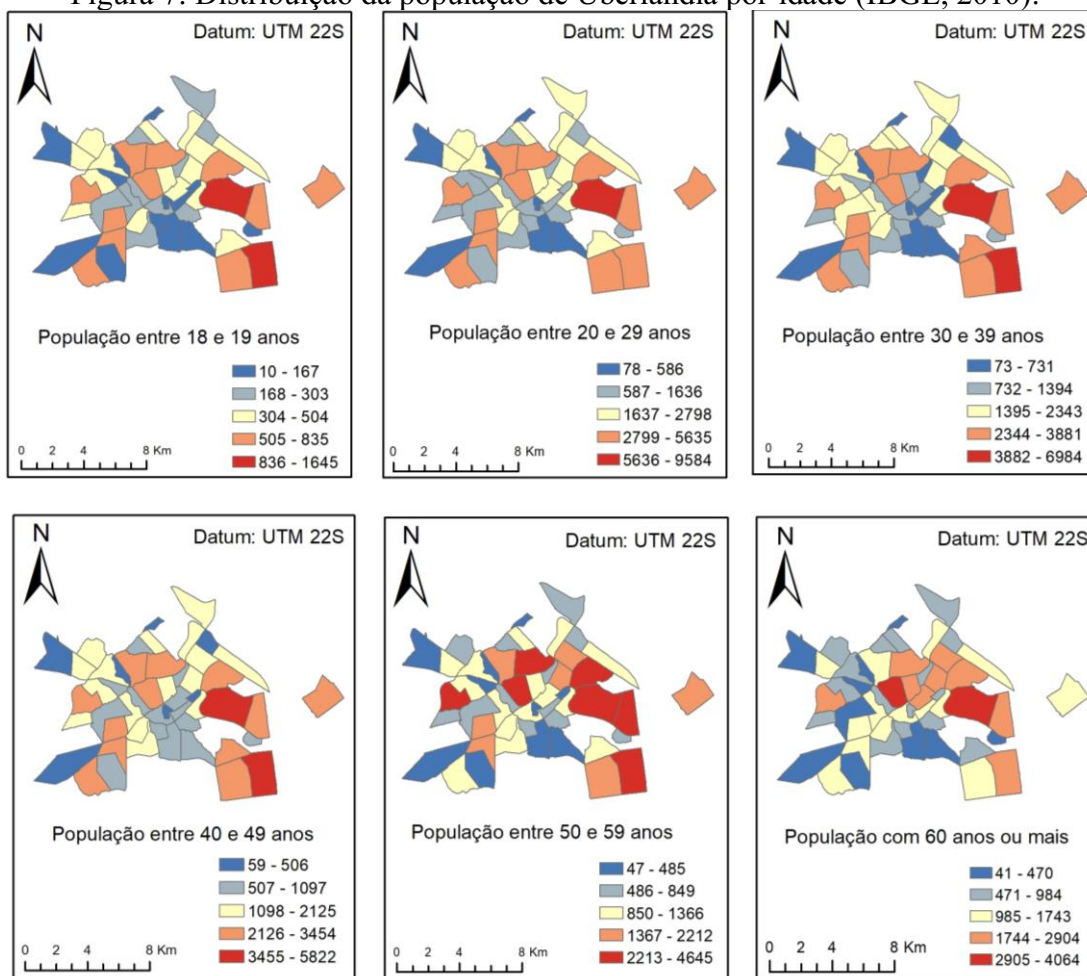 Figura 7: Distribuição da população de Uberlândia por idade (IBGE, 2010).
N
Datum: UTM 22S
População entre 18 e 19 anos
10 - 167
168 - 303
304 - 504
505 - 835
836 - 1645
0 2 4 8 Km
N
Datum: UTM 22S
População entre 20 e 29 anos
78 - 586
587 - 1636
1637 - 2798
2799 - 5635
5636 - 9584
0 2 4 8 Km
N
Datum: UTM 22S
População entre 30 e 39 anos
73 - 731
732 - 1394
1395 - 2343
2344 - 3881
3882 - 6984
0 2 4 8 Km
N
Datum: UTM 22S
População entre 40 e 49 anos
59 - 506
507 - 1097
1098 - 2125
2126 - 3454
3455 - 5822
0 2 4 8 Km
N
Datum: UTM 22S
População entre 50 e 59 anos
47 - 485
486 - 849
850 - 1366
1367 - 2212
2213 - 4645
0 2 4 8 Km
N
Datum: UTM 22S
População com 60 anos ou mais
41 - 470
471 - 984
985 - 1743
1744 - 2904
2905 - 4064
0 2 4 8 Km